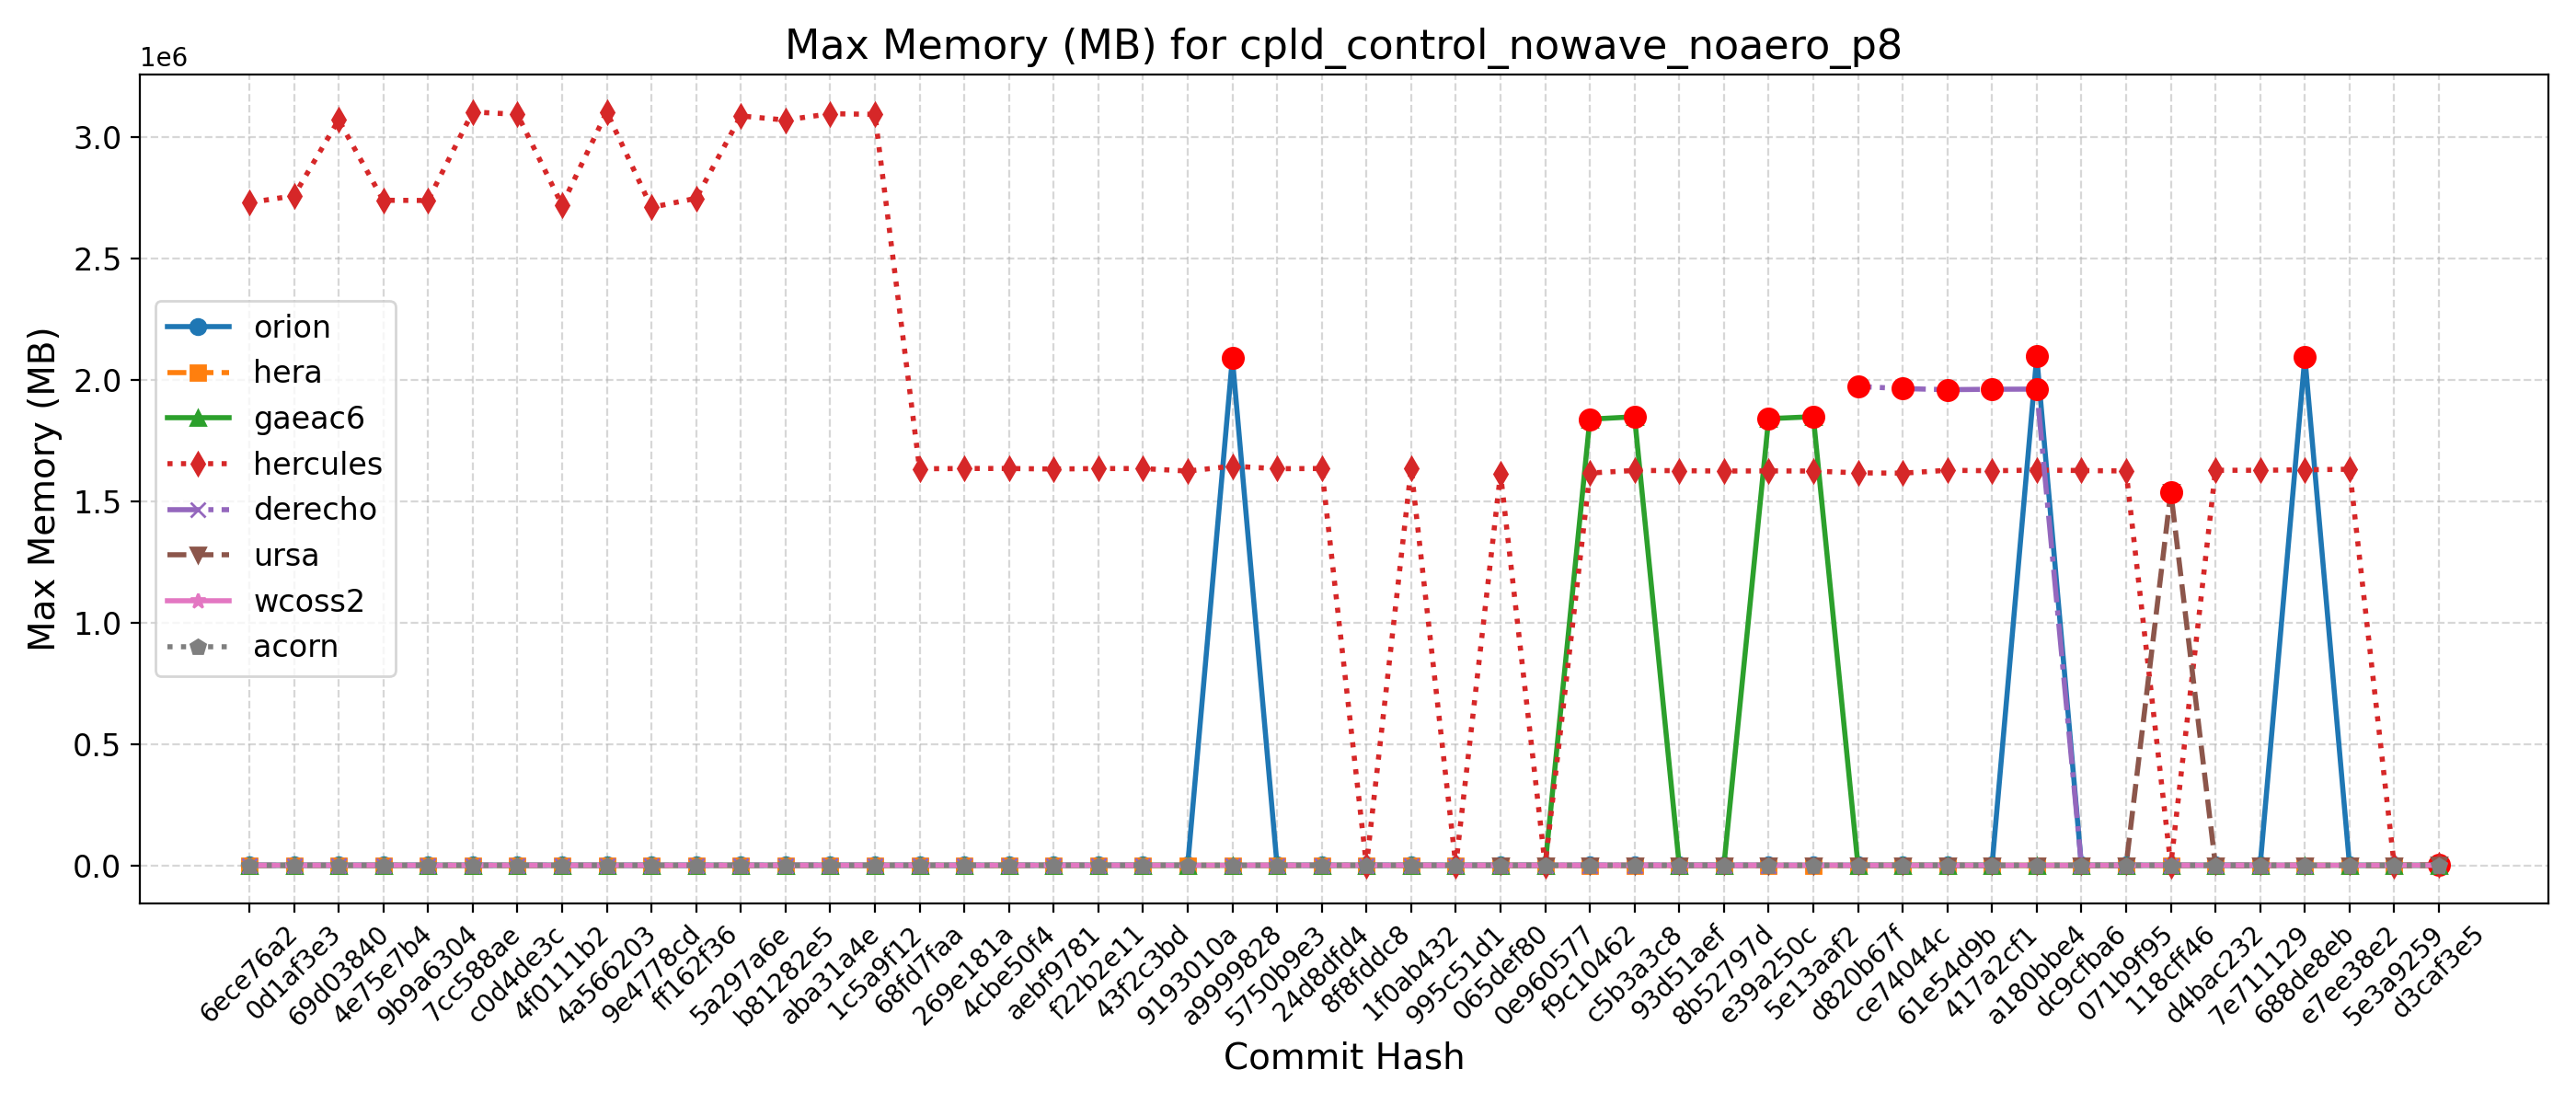 Max Memory (MB) for cpld_control_nowave_noaero_p8
1e6
3.0
2.5
2.0
1.5
1.0
0.5
0.0
Max Memory (MB)
orion
hera
gaeac6
hercules
derecho
ursa
wcoss2
acorn
6ece76a2
0d1af3e3
69d03840
4e75e7b4
9b9a6304
7cc588ae
c0d4de3c
4f0111b2
4a566203
9e4778cd
ff162f36
5a297a6e
b81282e5
aba31a4e
1c5a9f12
68fd7faa
269e181a
4cbe50f4
aebf9781
f22b2e11
43f2c3bd
9193010a
a9999828
5750b9e3
24d8dfd4
8f8fddc8
1f0ab432
995c51d1
065def80
0e960577
f9c10462
c5b3a3c8
93d51aef
8b52797d
e39a250c
5e13aaf2
d820b67f
ce74044c
61e54d9b
417a2cf1
a180bbe4
dc9cfba6
071b9f95
118cff46
d4bac232
7e711129
688de8eb
e7ee38e2
5e3a9259
d3caf3e5
Commit Hash